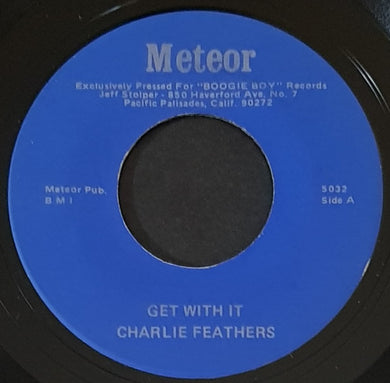 Meteor
Exclusively Pressed For "BOOGIE BOY" Records
Jeff Stolper - 850 Haverford Ave. No. 7
Pacific Palisades, Calif. 90272
Meteor Pub.
B M I
5032
Side A
GET WITH IT
CHARLIE FEATHERS